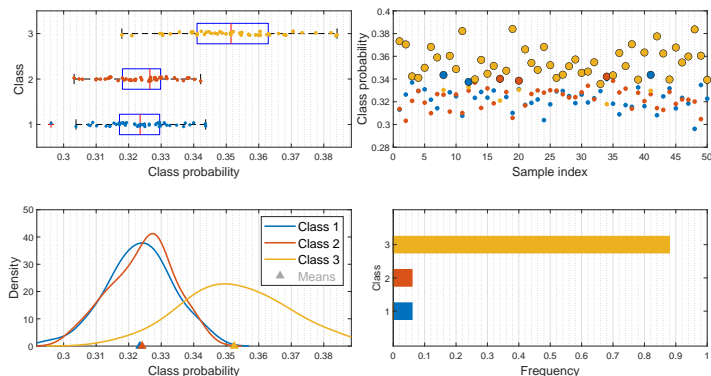 3
2
1
Class
0.3 0.31 0.32 0.33 0.34 0.35 0.36 0.37 0.38
Class probability
0.4
0.36
0.34
0.32
0.28
Class probability
0 5 10 15 20 25 30 35 40 45 50
Sample index
50
40
30
20
10
0
Density
0.3 0.31 0.32 0.33 0.34 0.35 0.36 0.37 0.38
Class probability
Class 1
Class 2
Class 3
Means
3
2
1
Class
0 0.1 0.2 0.3 0.4 0.5 0.6 0.7 0.8 0.9 1
Frequency